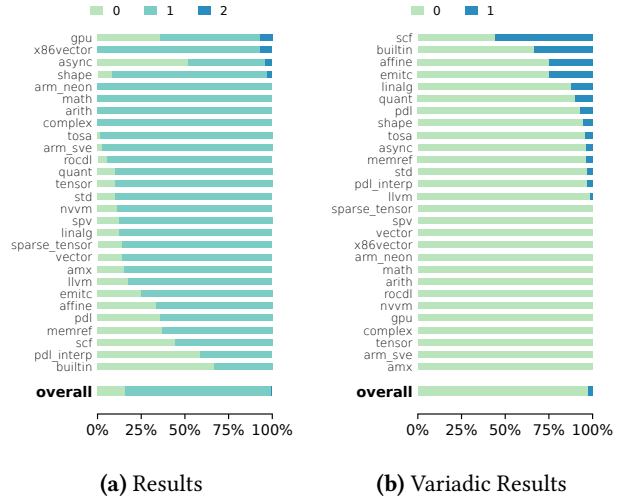 0 1 2
gpu
x86vector
async
shape
arm_neon
math
arith
complex
tosa
arm_sve
rocdl
quant
tensor
std
nvvm
spv
linalg
sparse_tensor
vector
amx
llvm
emitc
affine
pdl
memref
scf
pdl_interp
builtin
overall
0% 25% 50% 75% 100%
(a) Results
0 1
scf
builtin
affine
emitc
linalg
quant
pdl
shape
tosa
async
memref
std
pdl_interp
llvm
sparse_tensor
spv
vector
x86vector
arm_neon
math
arith
rocdl
nvvm
gpu
complex
tensor
arm_sve
amx
overall
0% 25% 50% 75% 100%
(b) Variadic Results